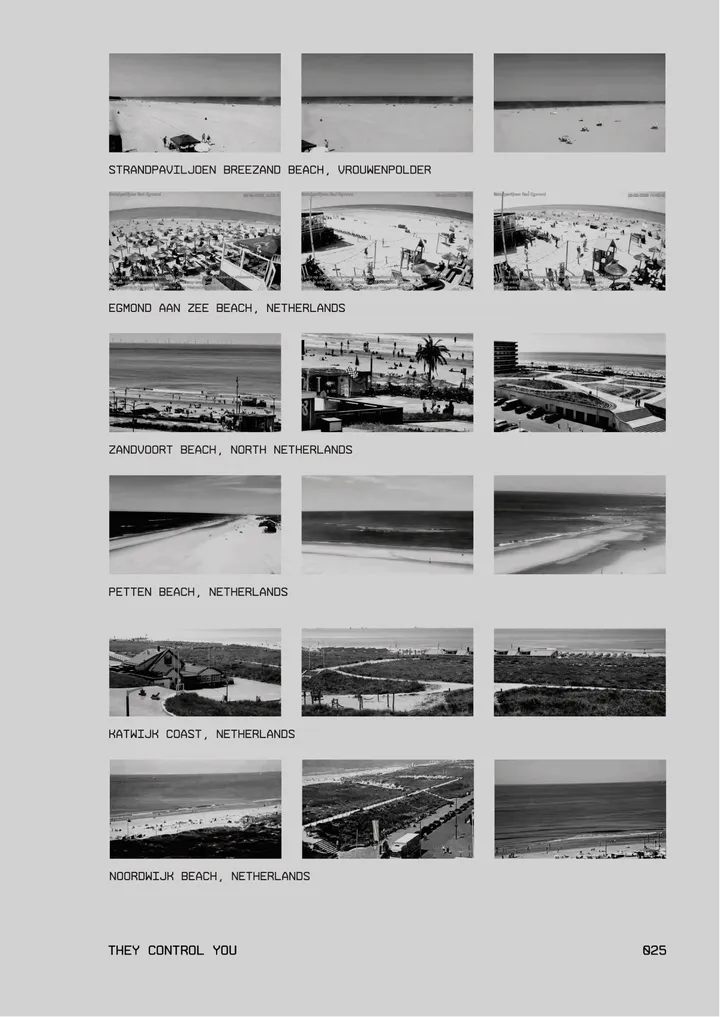 STRANDPAVILJOEN BREEZAND BEACH, VROUWENPOLDER
EGMOND AAN ZEE BEACH, NETHERLANDS
ZANDVOORT BEACH, NORTH NETHERLANDS
PETTEN BEACH, NETHERLANDS
KATWIJK COAST, NETHERLANDS
NOORDWIJK BEACH, NETHERLANDS
THEY CONTROL YOU
025